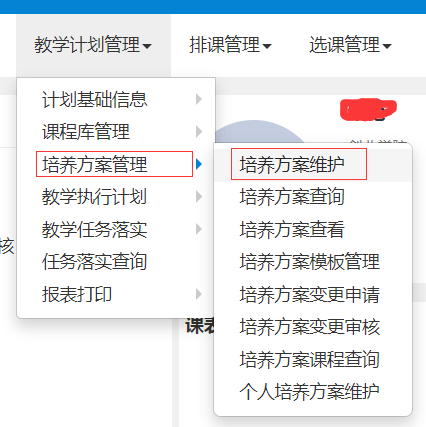 教学计划管理 排课管理 选课管理
计划基础信息
课程库管理
培养方案管理
教学执行计划
教学任务落实
任务落实查询
报表打印
培养方案维护
培养方案查询
培养方案查看
培养方案模板管理
培养方案变更申请
培养方案变更审核
培养方案课程查询
个人培养方案维护
核
课表